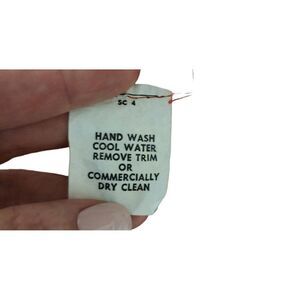 SC 4
HAND WASH
COOL WATER
REMOVE TRIM
OR
COMMERCIALLY
DRY CLEAN